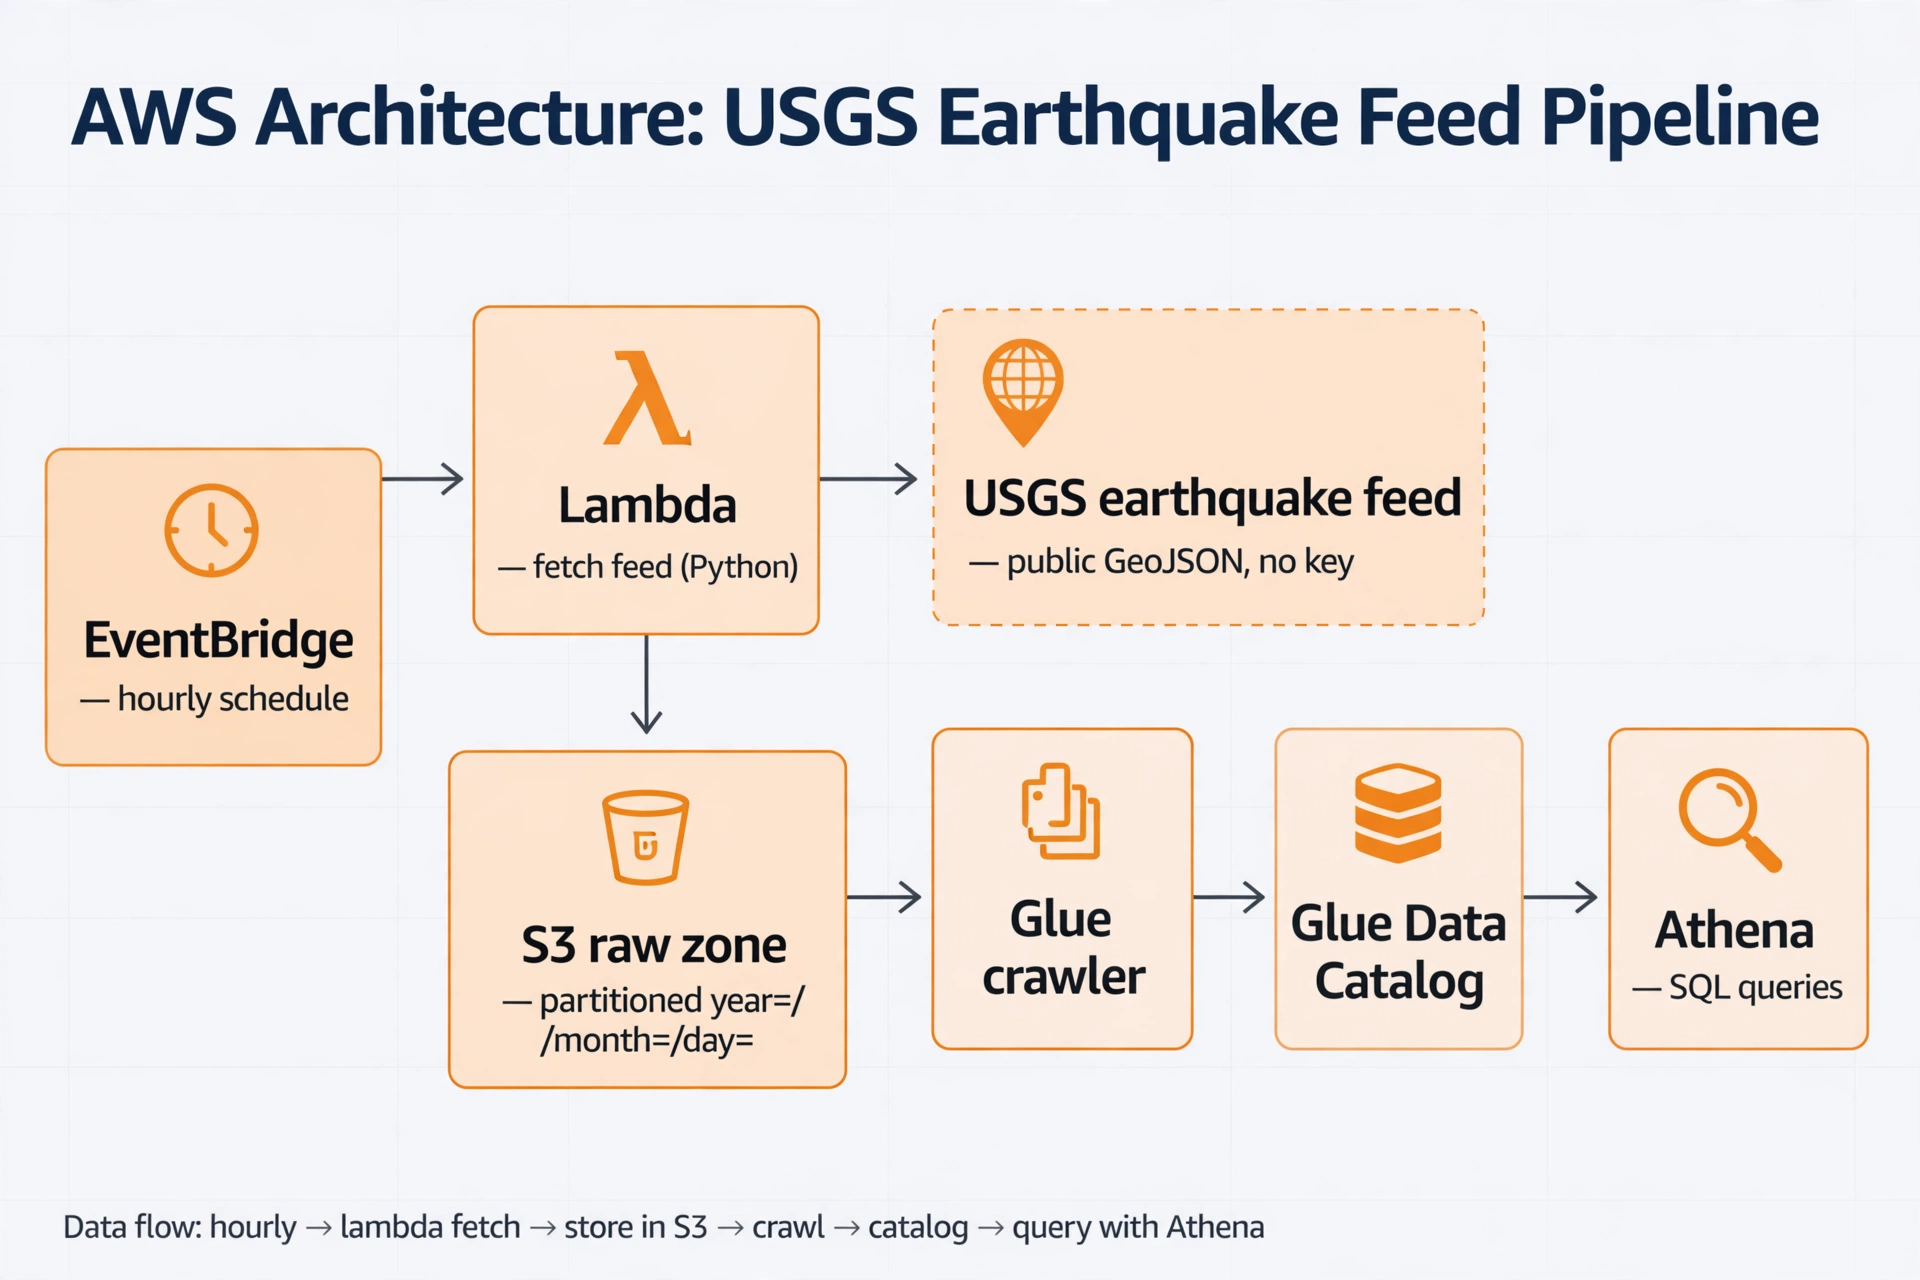 AWS Architecture: USGS Earthquake Feed Pipeline
EventBridge
— hourly schedule
λ
Lambda
— fetch feed (Python)
USGS earthquake feed
— public GeoJSON, no key
S3 raw zone
— partitioned year=/
/month=/day=
Glue
crawler
Glue Data
Catalog
Athena
— SQL queries
Data flow: hourly → lambda fetch → store in S3 → crawl → catalog → query with Athena